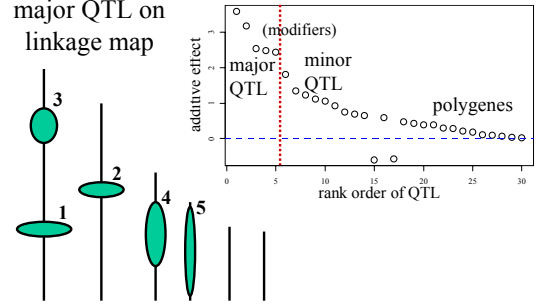 major QTL on
linkage map
3
2
1
4
5
additive effect
3
2
1
0
(modifiers)
major
QTL
minor
QTL
polygenes
0 5 10 15 20 25 30
rank order of QTL